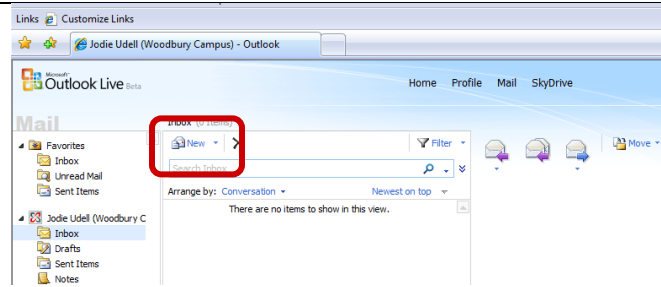 Links Customize Links
Jodie Udell (Woodbury Campus) - Outlook
Microsoft®
Outlook Live Beta
Home Profile Mail SkyDrive
Mail
Inbox (0 Items)
New Filter Move
Search Inbox
Arrange by: Conversation Newest on top
There are no items to show in this view.
Favorites
Inbox
Unread Mail
Sent Items
Jodie Udell (Woodbury C
Inbox
Drafts
Sent Items
Notes